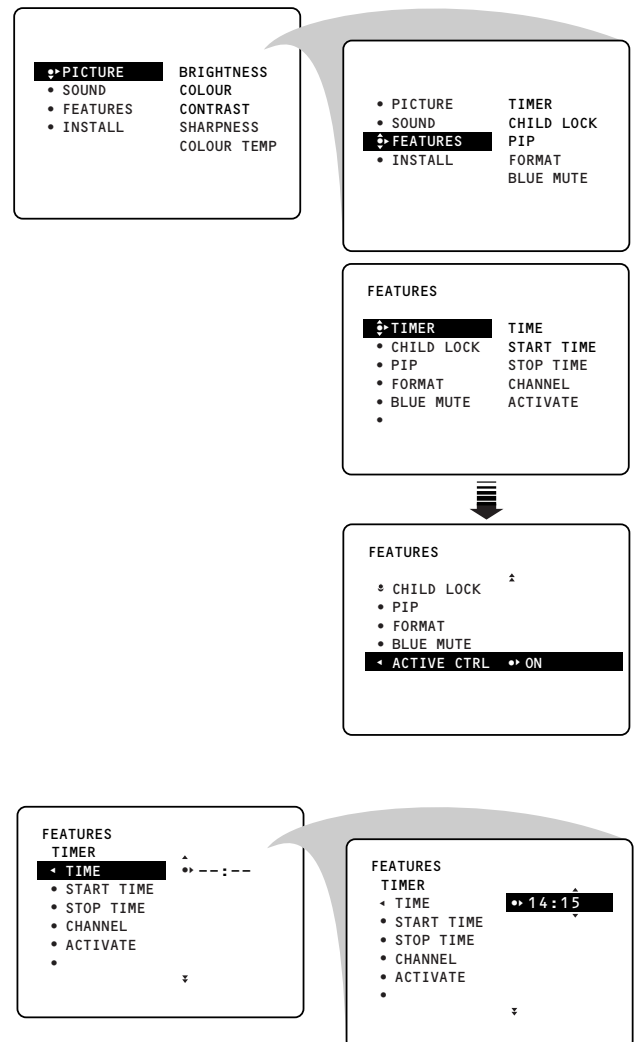 PICTURE BRIGHTNESS
• SOUND COLOUR
• FEATURES CONTRAST
• INSTALL SHARPNESS
COLOUR TEMP
• PICTURE TIMER
• SOUND CHILD LOCK
FEATURES PIP
• INSTALL FORMAT
BLUE MUTE
FEATURES
TIMER TIME
• CHILD LOCK START TIME
• PIP STOP TIME
• FORMAT CHANNEL
• BLUE MUTE ACTIVATE
•
FEATURES
CHILD LOCK
• PIP
• FORMAT
• BLUE MUTE
ACTIVE CTRL ON
FEATURES
TIMER
TIME --:--
• START TIME
• STOP TIME
• CHANNEL
• ACTIVATE
•
FEATURES
TIMER
TIME 14:15
• START TIME
• STOP TIME
• CHANNEL
• ACTIVATE
•